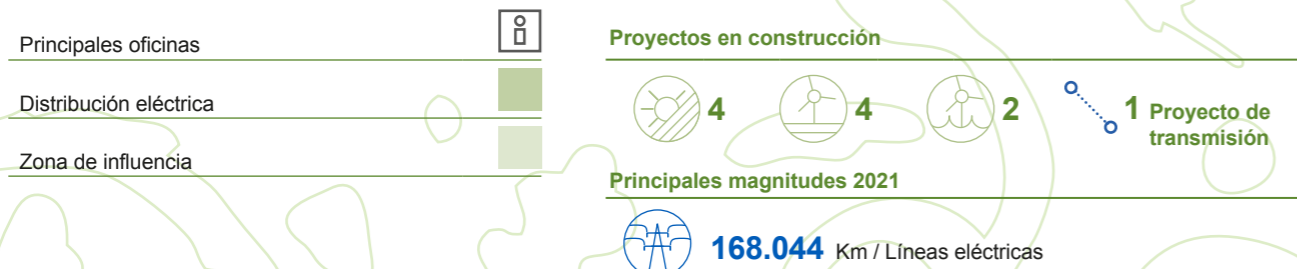 Principales oficinas
Distribución eléctrica
Zona de influencia
Proyectos en construcción
4
4
2
1 Proyecto de
transmisión
Principales magnitudes 2021
168.044 Km / Líneas eléctricas